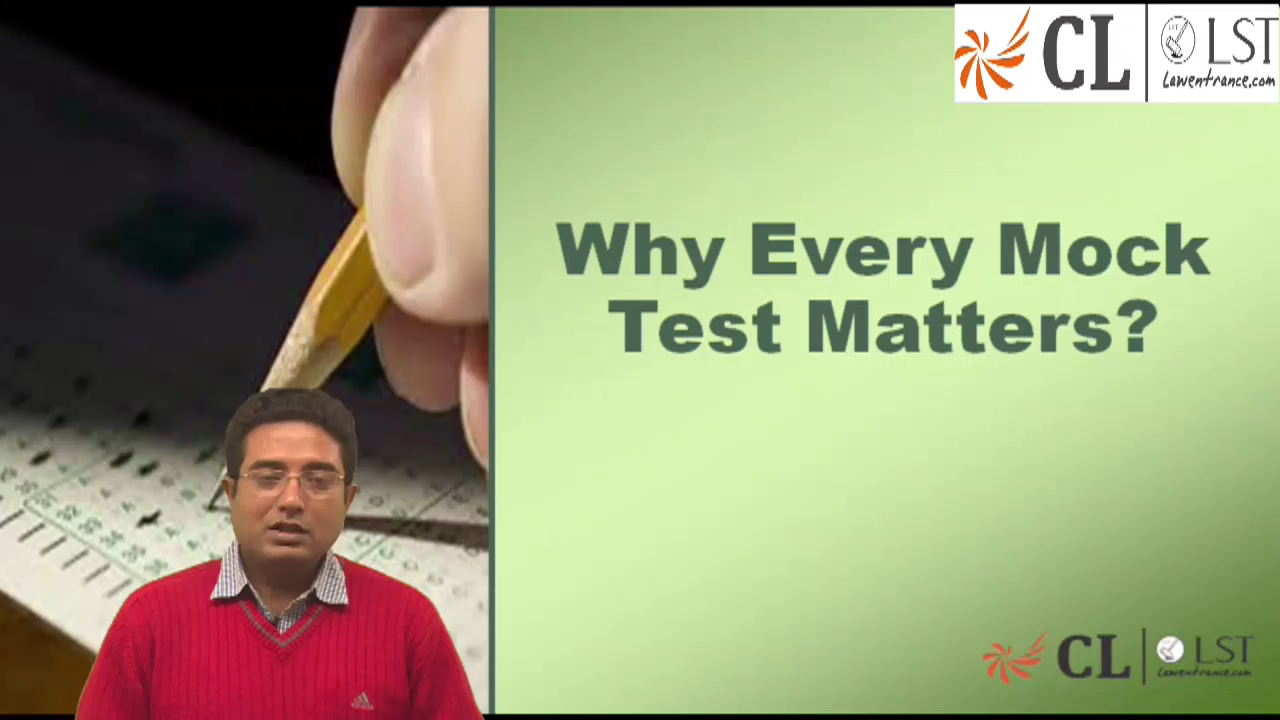 CL LST
Lawentrance.com
Why Every Mock
Test Matters?
CL LST
Lawentrance.com